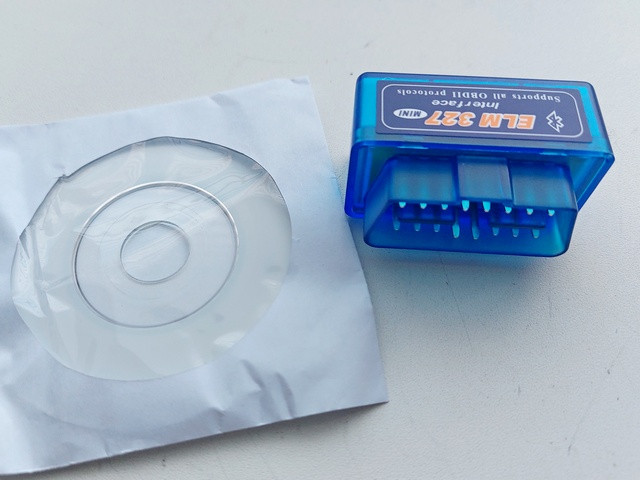 ELM 327 MINI
Interface
Supports all OBDII protocols